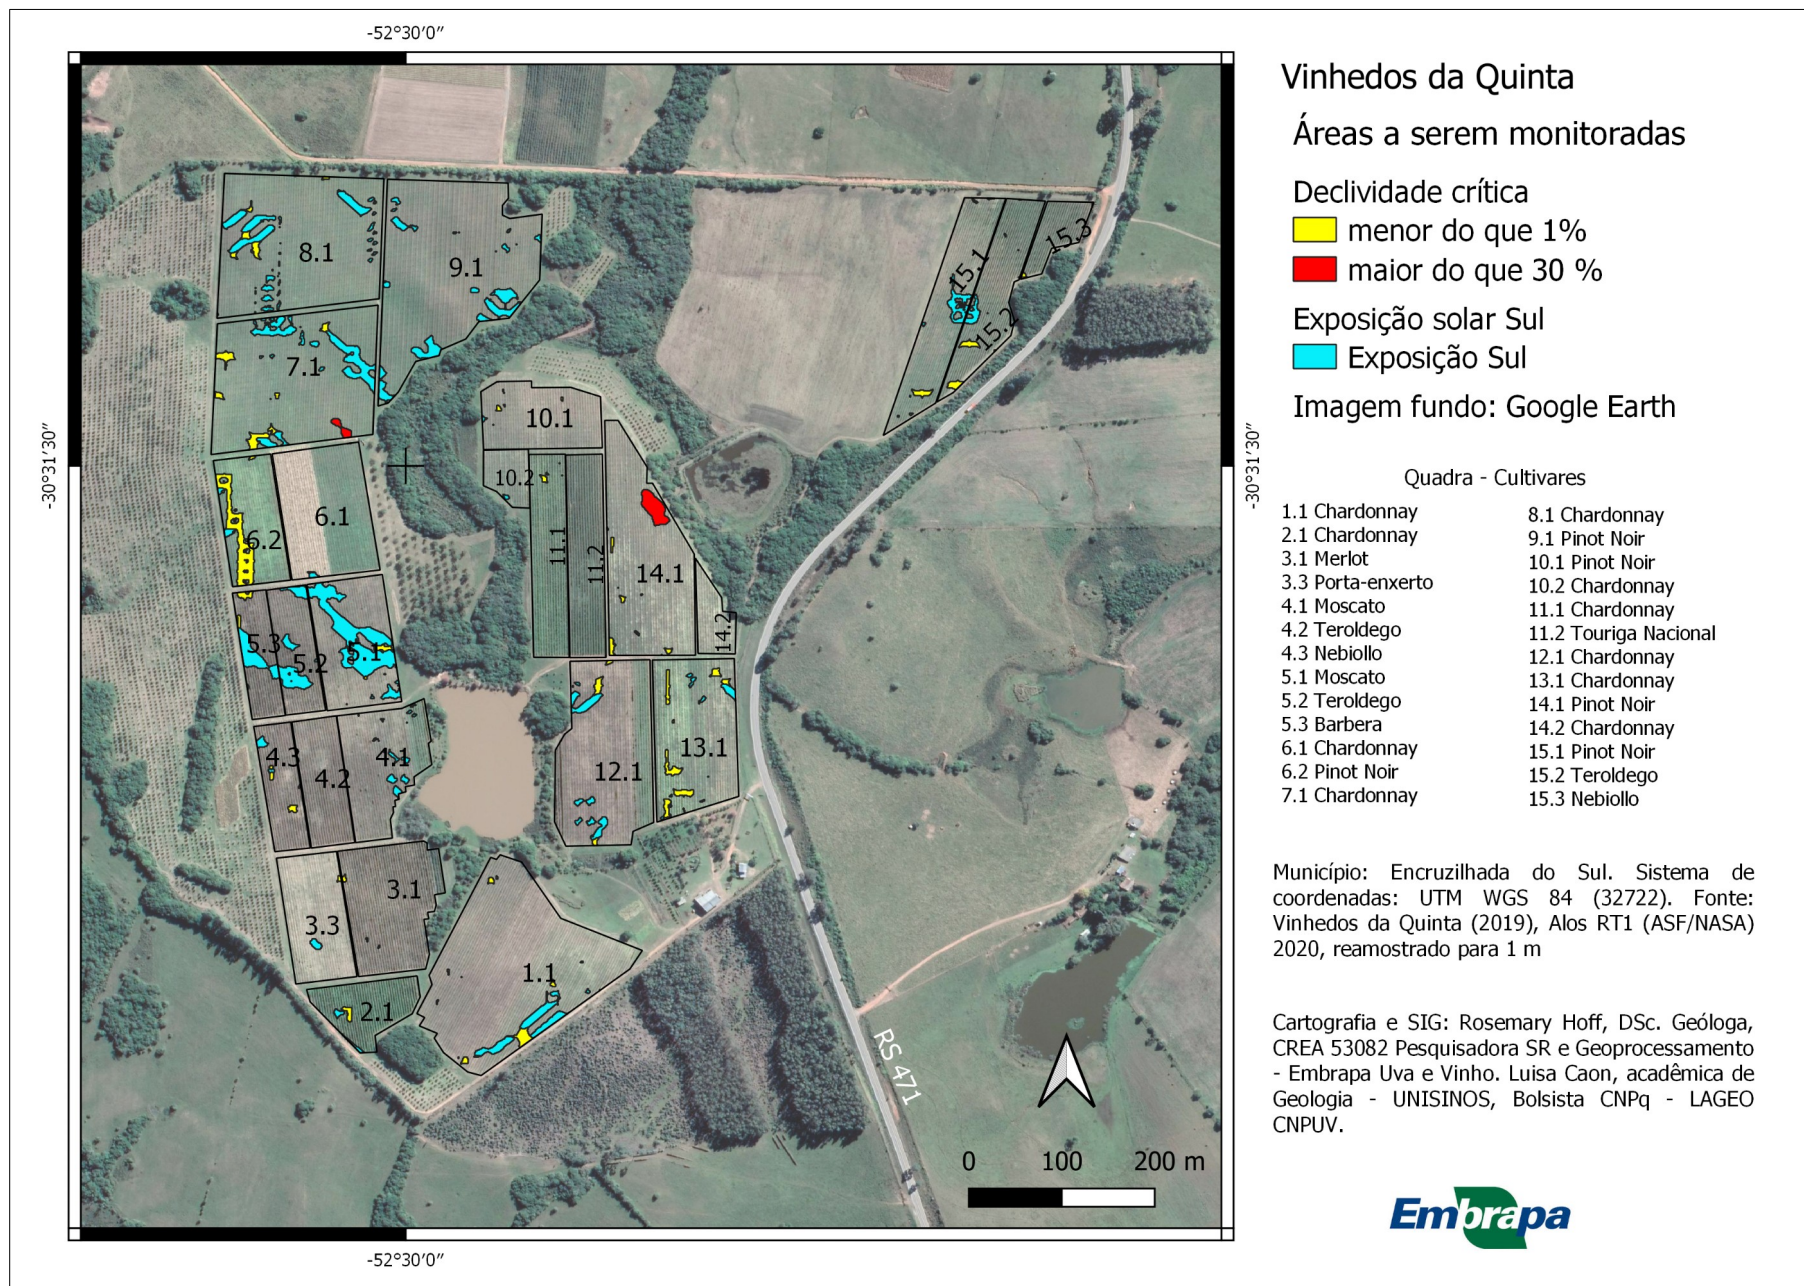 -52°30′0″
-30°31′30″
-30°31′30″
-52°30′0″
8.1
9.1
7.1
15.1
15.2
15.3
10.1
10.2
6.2
6.1
11.1
11.2
14.1
14.2
5.3
5.2
5.1
4.3
4.2
4.1
12.1
13.1
3.3
3.1
2.1
1.1
RS 471
0 100 200 m
Vinhedos da Quinta
Áreas a serem monitoradas
Declividade crítica
menor do que 1%
maior do que 30 %
Exposição solar Sul
Exposição Sul
Imagem fundo: Google Earth
Quadra - Cultivares
1.1 Chardonnay
2.1 Chardonnay
3.1 Merlot
3.3 Porta-enxerto
4.1 Moscato
4.2 Teroldego
4.3 Nebiollo
5.1 Moscato
5.2 Teroldego
5.3 Barbera
6.1 Chardonnay
6.2 Pinot Noir
7.1 Chardonnay
8.1 Chardonnay
9.1 Pinot Noir
10.1 Pinot Noir
10.2 Chardonnay
11.1 Chardonnay
11.2 Touriga Nacional
12.1 Chardonnay
13.1 Chardonnay
14.1 Pinot Noir
14.2 Chardonnay
15.1 Pinot Noir
15.2 Teroldego
15.3 Nebiollo
Município: Encruzilhada do Sul. Sistema de
coordenadas: UTM WGS 84 (32722). Fonte:
Vinhedos da Quinta (2019), Alos RT1 (ASF/NASA)
2020, reamostrado para 1 m
Cartografia e SIG: Rosemary Hoff, DSc. Geóloga,
CREA 53082 Pesquisadora SR e Geoprocessamento
- Embrapa Uva e Vinho. Luisa Caon, acadêmica de
Geologia - UNISINOS, Bolsista CNPq - LAGEO
CNPUV.
Embrapa